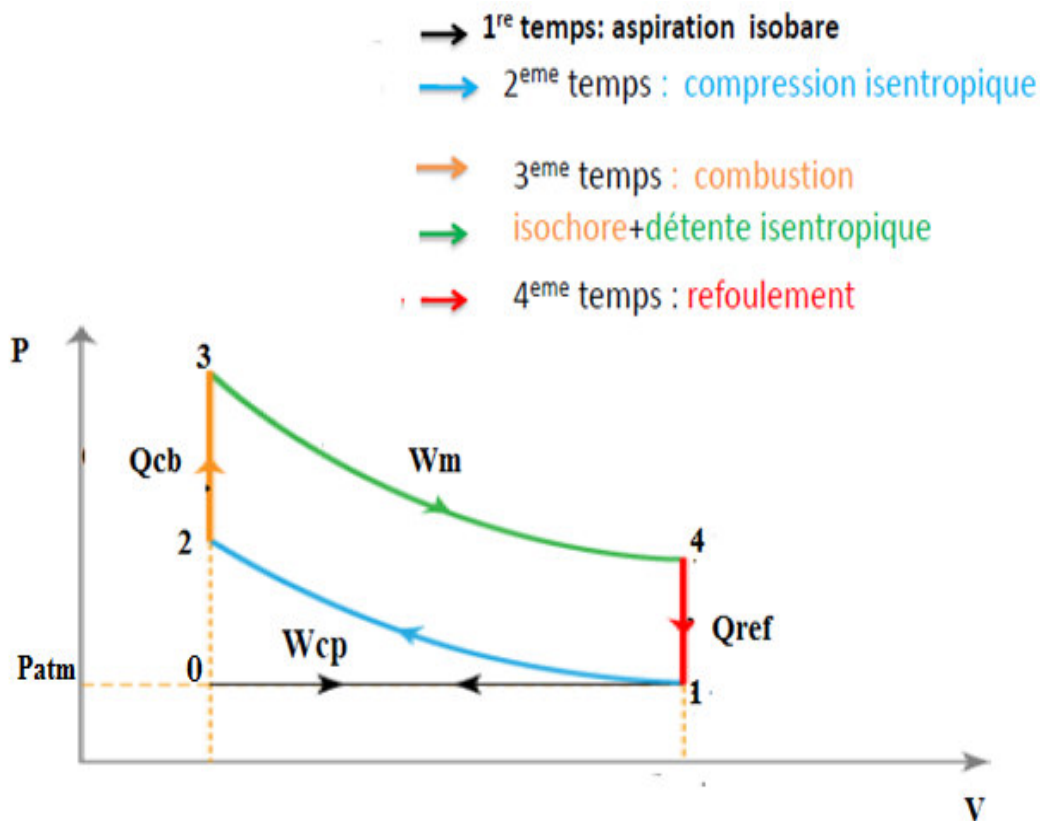 1re temps: aspiration isobare
2eme temps : compression isentropique
3eme temps : combustion
isochore+détente isentropique
4eme temps : refoulement
P
3
Qcb
Wm
2
4
Qref
Wcp
Patm
0
1
V